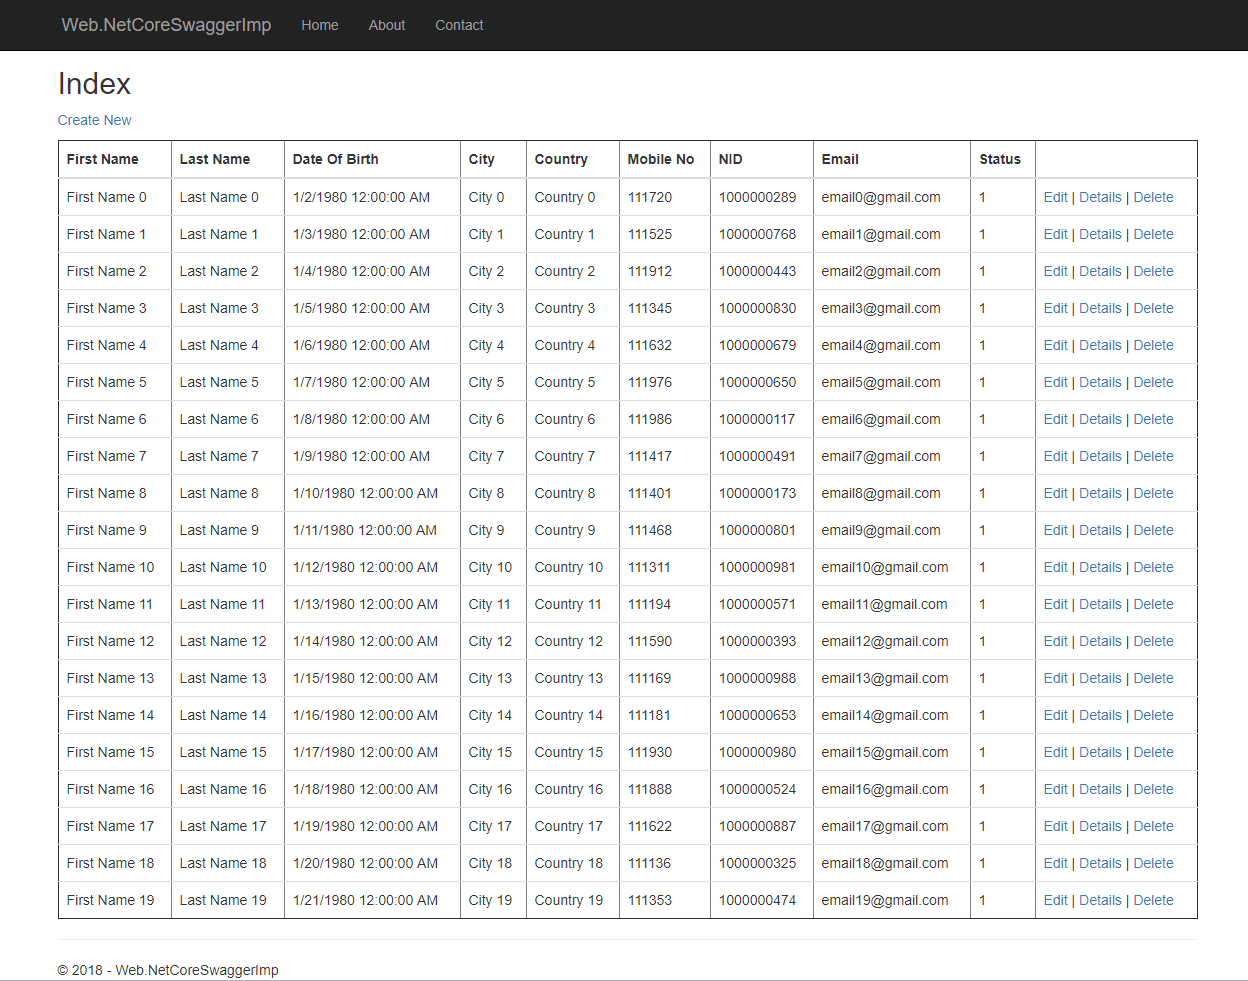 Web.NetCoreSwaggerImp Home About Contact
Index
Create New
First Name Last Name Date Of Birth City Country Mobile No NID Email Status
First Name 0 Last Name 0 1/2/1980 12:00:00 AM City 0 Country 0 111720 1000000289 email0@gmail.com 1 Edit | Details | Delete
First Name 1 Last Name 1 1/3/1980 12:00:00 AM City 1 Country 1 111525 1000000768 email1@gmail.com 1 Edit | Details | Delete
First Name 2 Last Name 2 1/4/1980 12:00:00 AM City 2 Country 2 111912 1000000443 email2@gmail.com 1 Edit | Details | Delete
First Name 3 Last Name 3 1/5/1980 12:00:00 AM City 3 Country 3 111345 1000000830 email3@gmail.com 1 Edit | Details | Delete
First Name 4 Last Name 4 1/6/1980 12:00:00 AM City 4 Country 4 111632 1000000679 email4@gmail.com 1 Edit | Details | Delete
First Name 5 Last Name 5 1/7/1980 12:00:00 AM City 5 Country 5 111976 1000000650 email5@gmail.com 1 Edit | Details | Delete
First Name 6 Last Name 6 1/8/1980 12:00:00 AM City 6 Country 6 111986 1000000117 email6@gmail.com 1 Edit | Details | Delete
First Name 7 Last Name 7 1/9/1980 12:00:00 AM City 7 Country 7 111417 1000000491 email7@gmail.com 1 Edit | Details | Delete
First Name 8 Last Name 8 1/10/1980 12:00:00 AM City 8 Country 8 111401 1000000173 email8@gmail.com 1 Edit | Details | Delete
First Name 9 Last Name 9 1/11/1980 12:00:00 AM City 9 Country 9 111468 1000000801 email9@gmail.com 1 Edit | Details | Delete
First Name 10 Last Name 10 1/12/1980 12:00:00 AM City 10 Country 10 111311 1000000981 email10@gmail.com 1 Edit | Details | Delete
First Name 11 Last Name 11 1/13/1980 12:00:00 AM City 11 Country 11 111194 1000000571 email11@gmail.com 1 Edit | Details | Delete
First Name 12 Last Name 12 1/14/1980 12:00:00 AM City 12 Country 12 111590 1000000393 email12@gmail.com 1 Edit | Details | Delete
First Name 13 Last Name 13 1/15/1980 12:00:00 AM City 13 Country 13 111169 1000000988 email13@gmail.com 1 Edit | Details | Delete
First Name 14 Last Name 14 1/16/1980 12:00:00 AM City 14 Country 14 111181 1000000653 email14@gmail.com 1 Edit | Details | Delete
First Name 15 Last Name 15 1/17/1980 12:00:00 AM City 15 Country 15 111930 1000000980 email15@gmail.com 1 Edit | Details | Delete
First Name 16 Last Name 16 1/18/1980 12:00:00 AM City 16 Country 16 111888 1000000524 email16@gmail.com 1 Edit | Details | Delete
First Name 17 Last Name 17 1/19/1980 12:00:00 AM City 17 Country 17 111622 1000000887 email17@gmail.com 1 Edit | Details | Delete
First Name 18 Last Name 18 1/20/1980 12:00:00 AM City 18 Country 18 111136 1000000325 email18@gmail.com 1 Edit | Details | Delete
First Name 19 Last Name 19 1/21/1980 12:00:00 AM City 19 Country 19 111353 1000000474 email19@gmail.com 1 Edit | Details | Delete
© 2018 - Web.NetCoreSwaggerImp